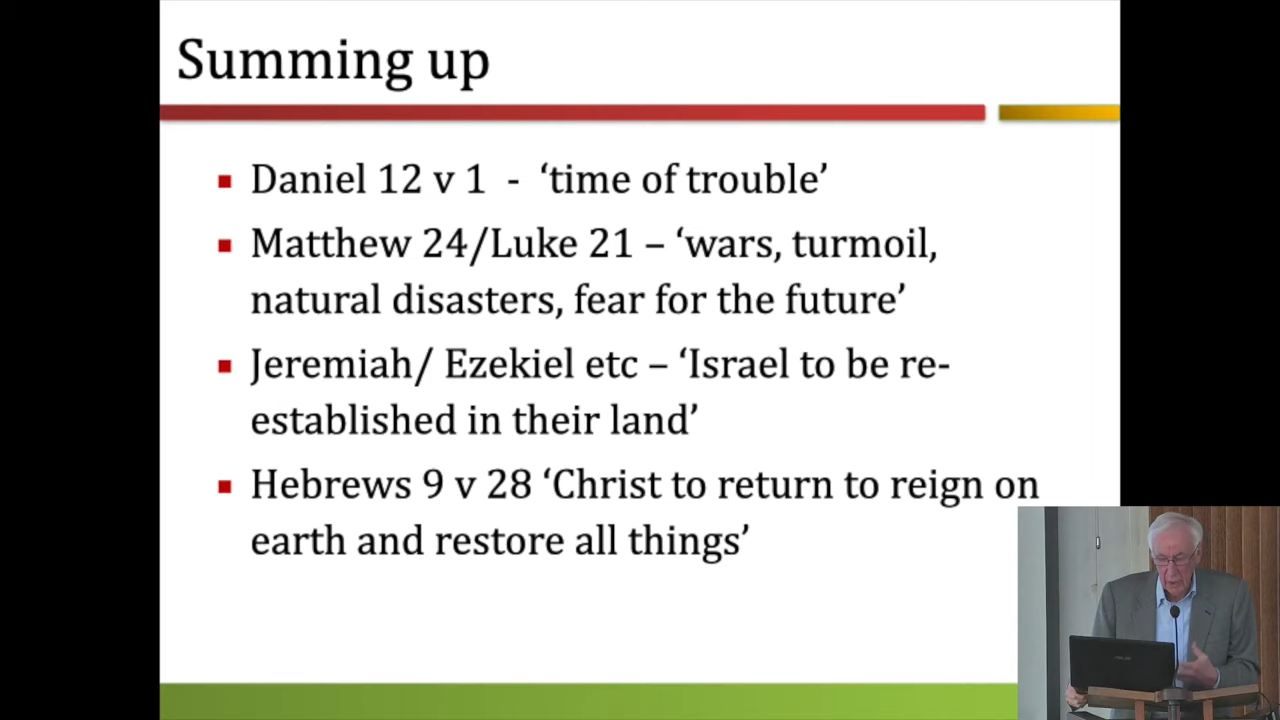 Summing up
Daniel 12 v 1 - ‘time of trouble’
Matthew 24/Luke 21 – ‘wars, turmoil,
natural disasters, fear for the future’
Jeremiah/ Ezekiel etc – ‘Israel to be re-
established in their land’
Hebrews 9 v 28 ‘Christ to return to reign on
earth and restore all things’
ASUS